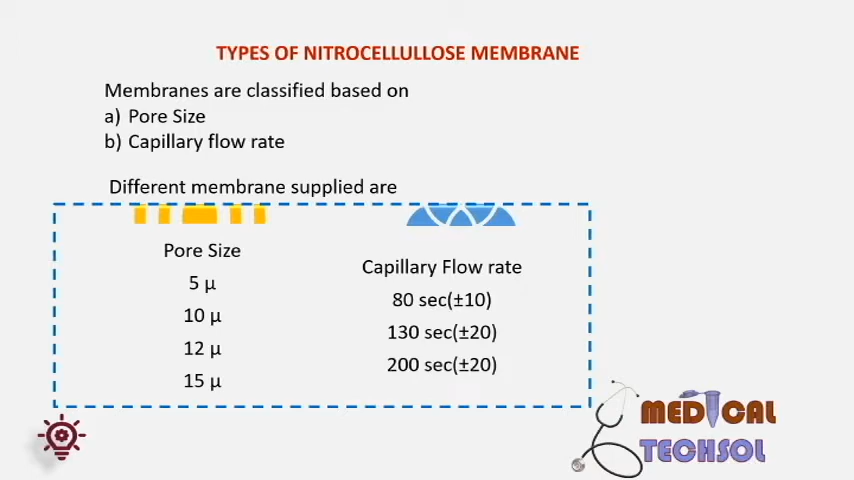 TYPES OF NITROCELLULLOSE MEMBRANE
Membranes are classified based on
a) Pore Size
b) Capillary flow rate
Different membrane supplied are
Pore Size
5 µ
10 µ
12 µ
15 µ
Capillary Flow rate
80 sec(±10)
130 sec(±20)
200 sec(±20)
MEDICAL
TECHSOL